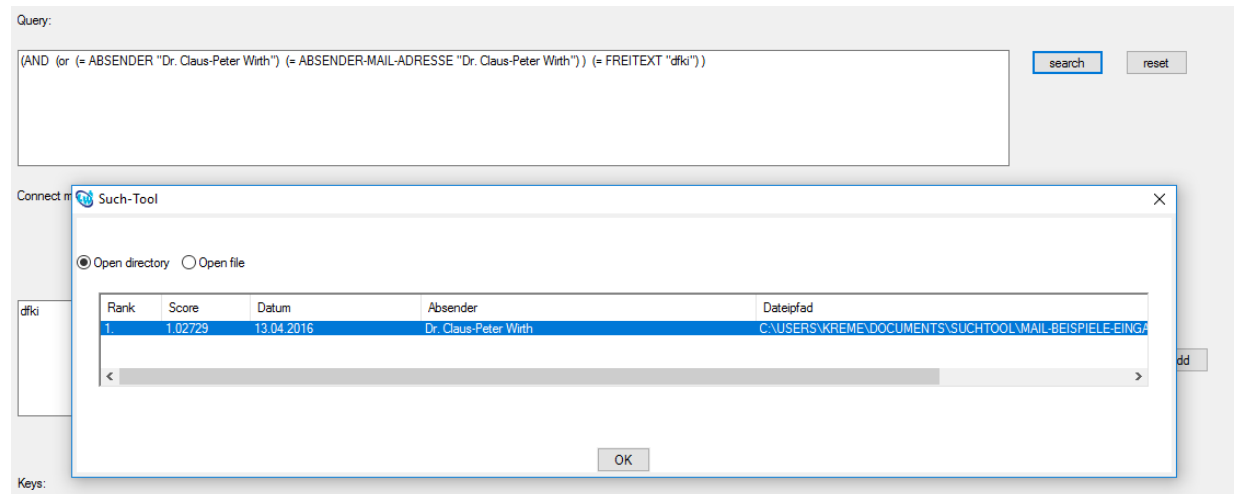 Query:
(AND (or (= ABSENDER "Dr. Claus-Peter Wirth") (= ABSENDER-MAIL-ADRESSE "Dr. Claus-Peter Wirth") ) (= FREITEXT "dfki") )
search reset
Connect m
Such-Tool
Open directory Open file
dfki
Rank Score Datum Absender Dateipfad
1. 1.02729 13.04.2016 Dr. Claus-Peter Wirth C:\USERS\KREME\DOCUMENTS\SUCHTOOL\MAIL-BEISPIELE-EINGA
dd
OK
Keys: